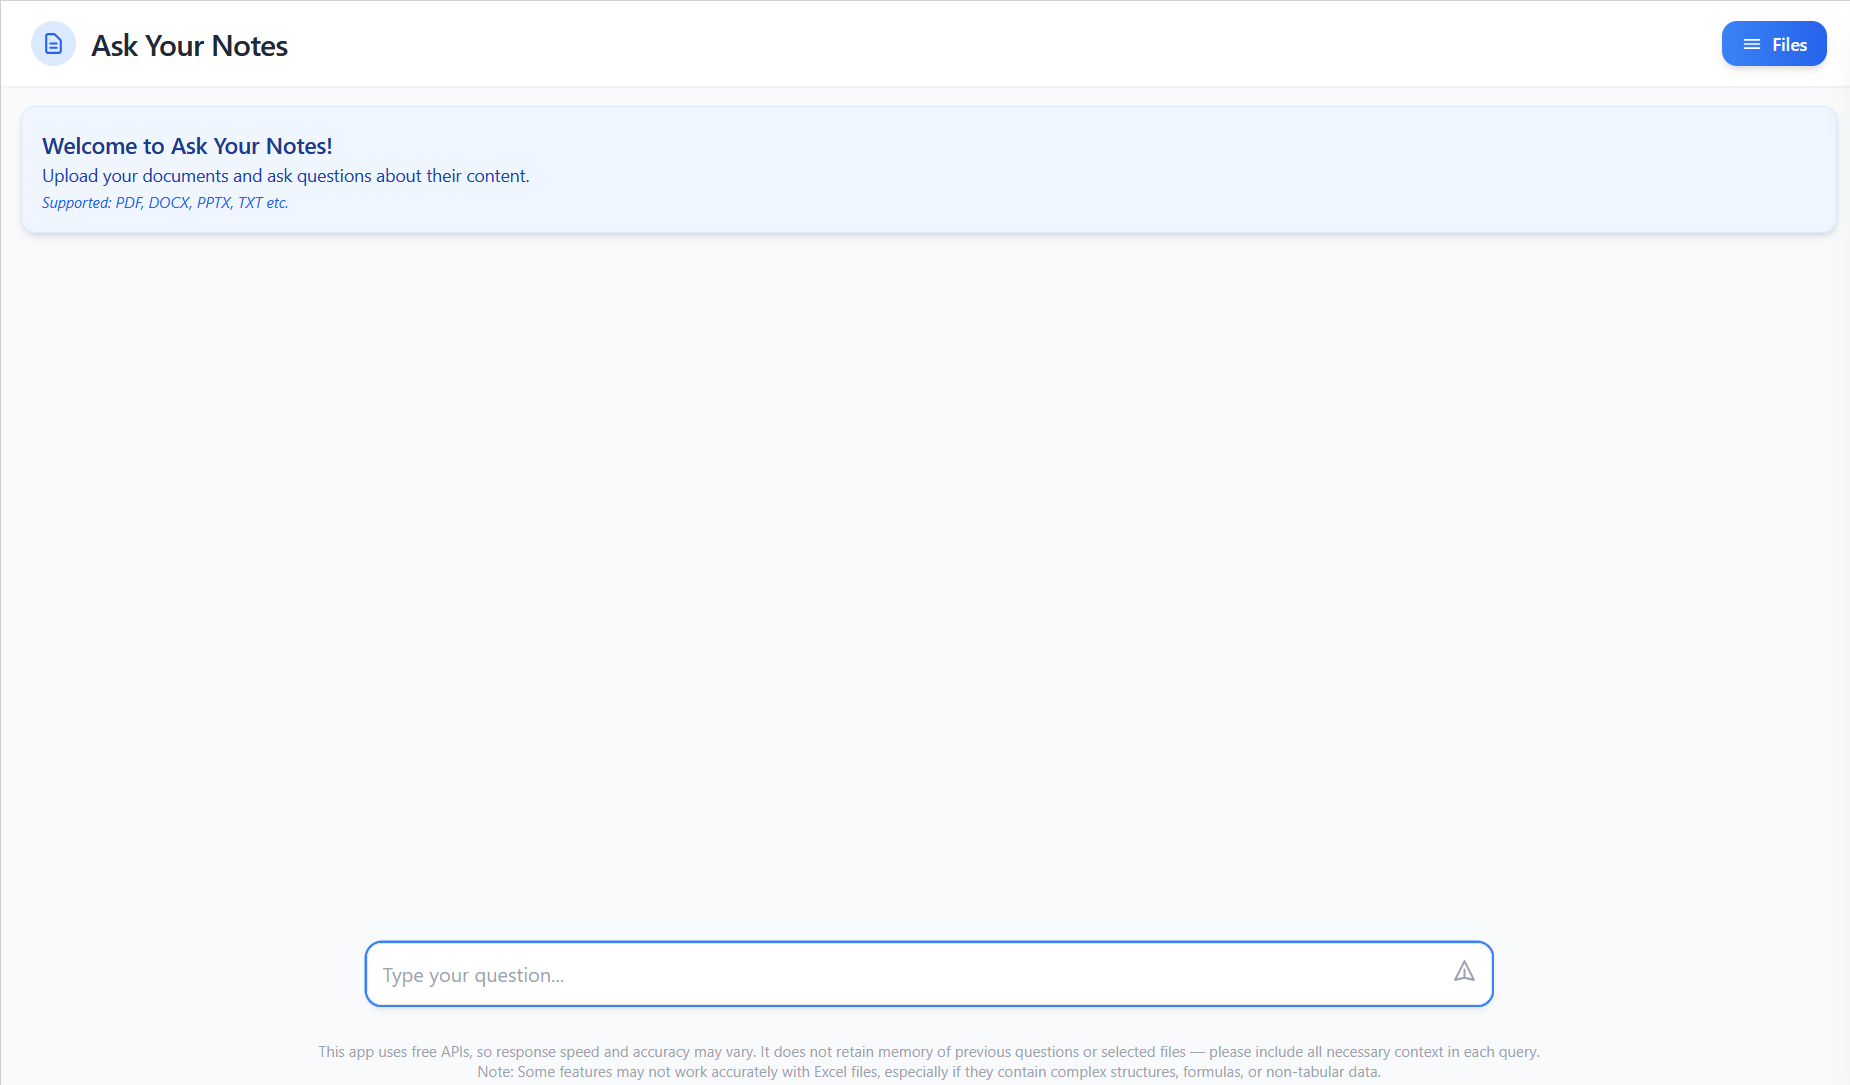 Ask Your Notes
Files
Welcome to Ask Your Notes!
Upload your documents and ask questions about their content.
Supported: PDF, DOCX, PPTX, TXT etc.
Type your question...
This app uses free APIs, so response speed and accuracy may vary. It does not retain memory of previous questions or selected files — please include all necessary context in each query.
Note: Some features may not work accurately with Excel files, especially if they contain complex structures, formulas, or non-tabular data.